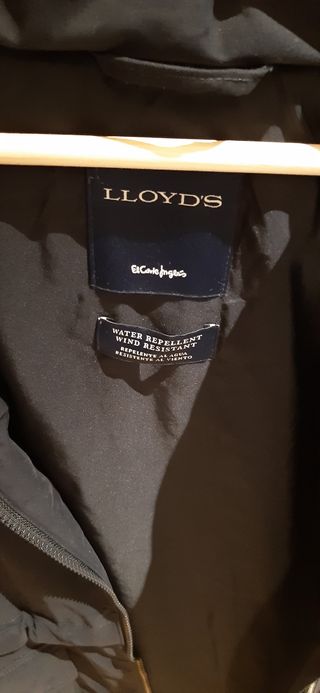 LLOYD'S
El Corte Inglés
WATER REPELLENT
WIND RESISTANT
REPELENTE AL AGUA
RESISTENTE AL VIENTO